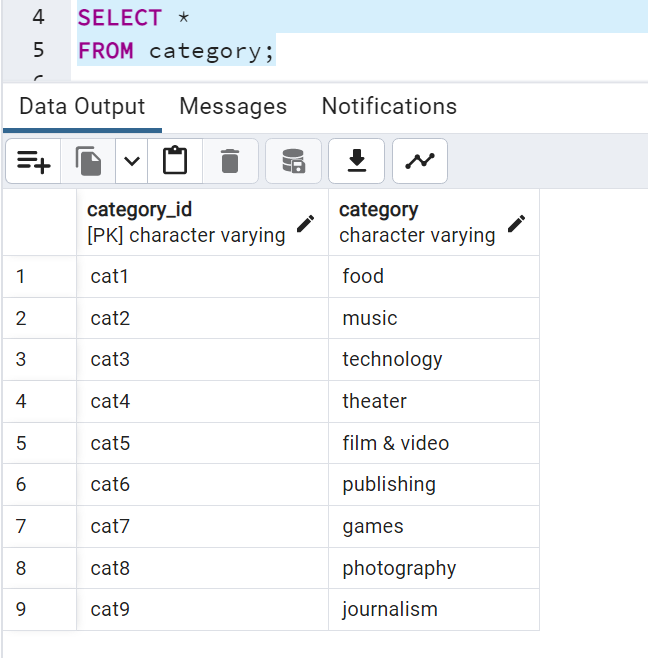 4 SELECT *
5 FROM category;
Data Output Messages Notifications
category_id category
[PK] character varying character varying
1 cat1 food
2 cat2 music
3 cat3 technology
4 cat4 theater
5 cat5 film & video
6 cat6 publishing
7 cat7 games
8 cat8 photography
9 cat9 journalism